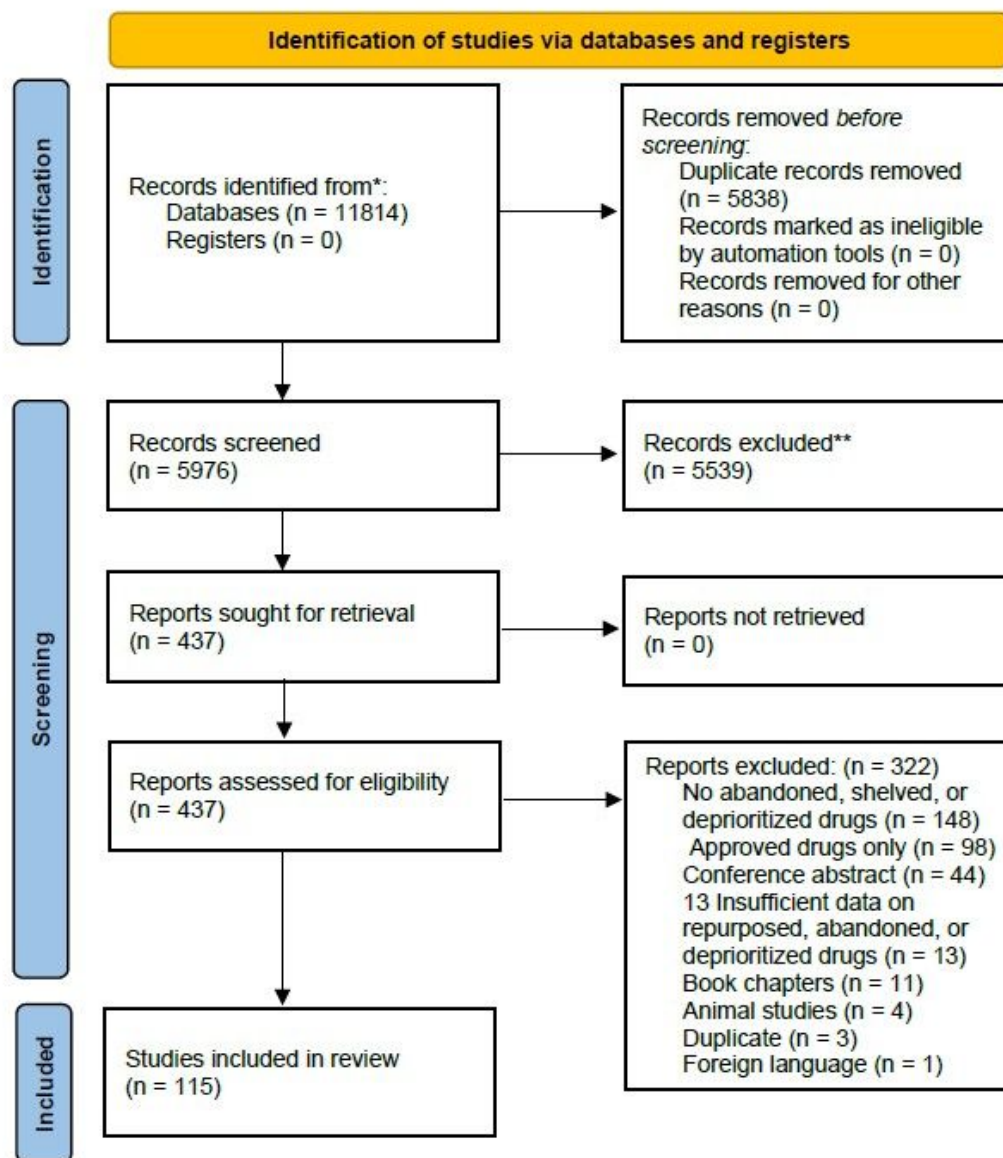 Identification of studies via databases and registers
Identification
Records identified from*:
Databases (n = 11814)
Registers (n = 0)
Records removed before
screening:
Duplicate records removed
(n = 5838)
Records marked as ineligible
by automation tools (n = 0)
Records removed for other
reasons (n = 0)
Screening
Records screened
(n = 5976)
Records excluded**
(n = 5539)
Reports sought for retrieval
(n = 437)
Reports not retrieved
(n = 0)
Reports assessed for eligibility
(n = 437)
Reports excluded: (n = 322)
No abandoned, shelved, or
deprioritized drugs (n = 148)
Approved drugs only (n = 98)
Conference abstract (n = 44)
13 Insufficient data on
repurposed, abandoned, or
deprioritized drugs (n = 13)
Book chapters (n = 11)
Animal studies (n = 4)
Duplicate (n = 3)
Foreign language (n = 1)
Included
Studies included in review
(n = 115)